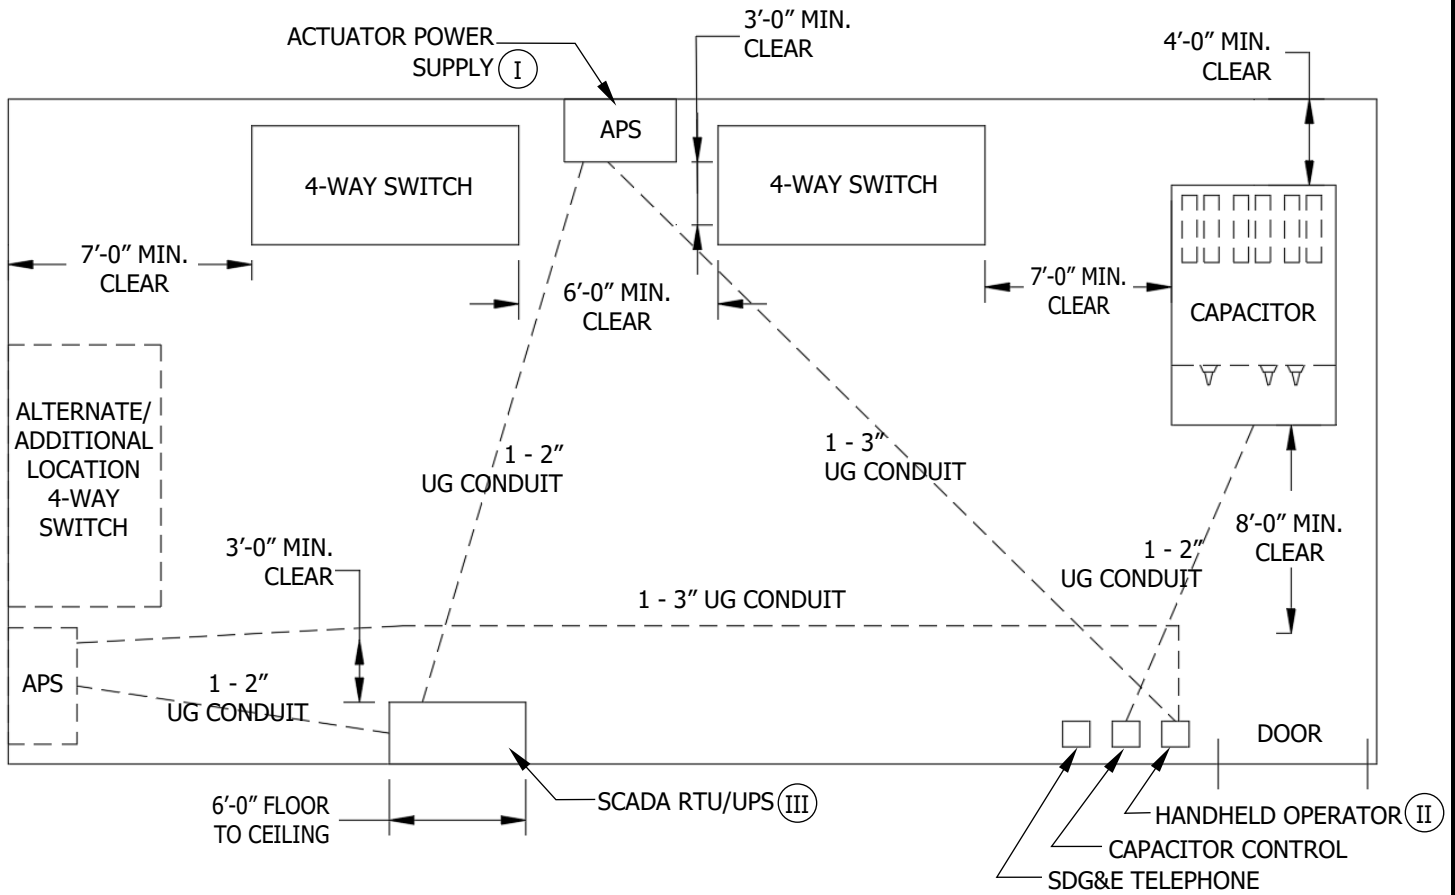 ACTUATOR POWER
SUPPLY I
3'-0" MIN.
CLEAR
4'-0" MIN.
CLEAR
APS
4-WAY SWITCH
4-WAY SWITCH
7'-0" MIN.
CLEAR
6'-0" MIN.
CLEAR
7'-0" MIN.
CLEAR
CAPACITOR
ALTERNATE/
ADDITIONAL
LOCATION
4-WAY
SWITCH
1 - 2"
UG CONDUIT
1 - 3"
UG CONDUIT
8'-0" MIN.
CLEAR
3'-0" MIN.
CLEAR
1 - 2"
UG CONDUIT
1 - 3" UG CONDUIT
APS
1 - 2"
UG CONDUIT
DOOR
6'-0" FLOOR
TO CEILING
SCADA RTU/UPS III
HANDHELD OPERATOR II
CAPACITOR CONTROL
SDG&E TELEPHONE